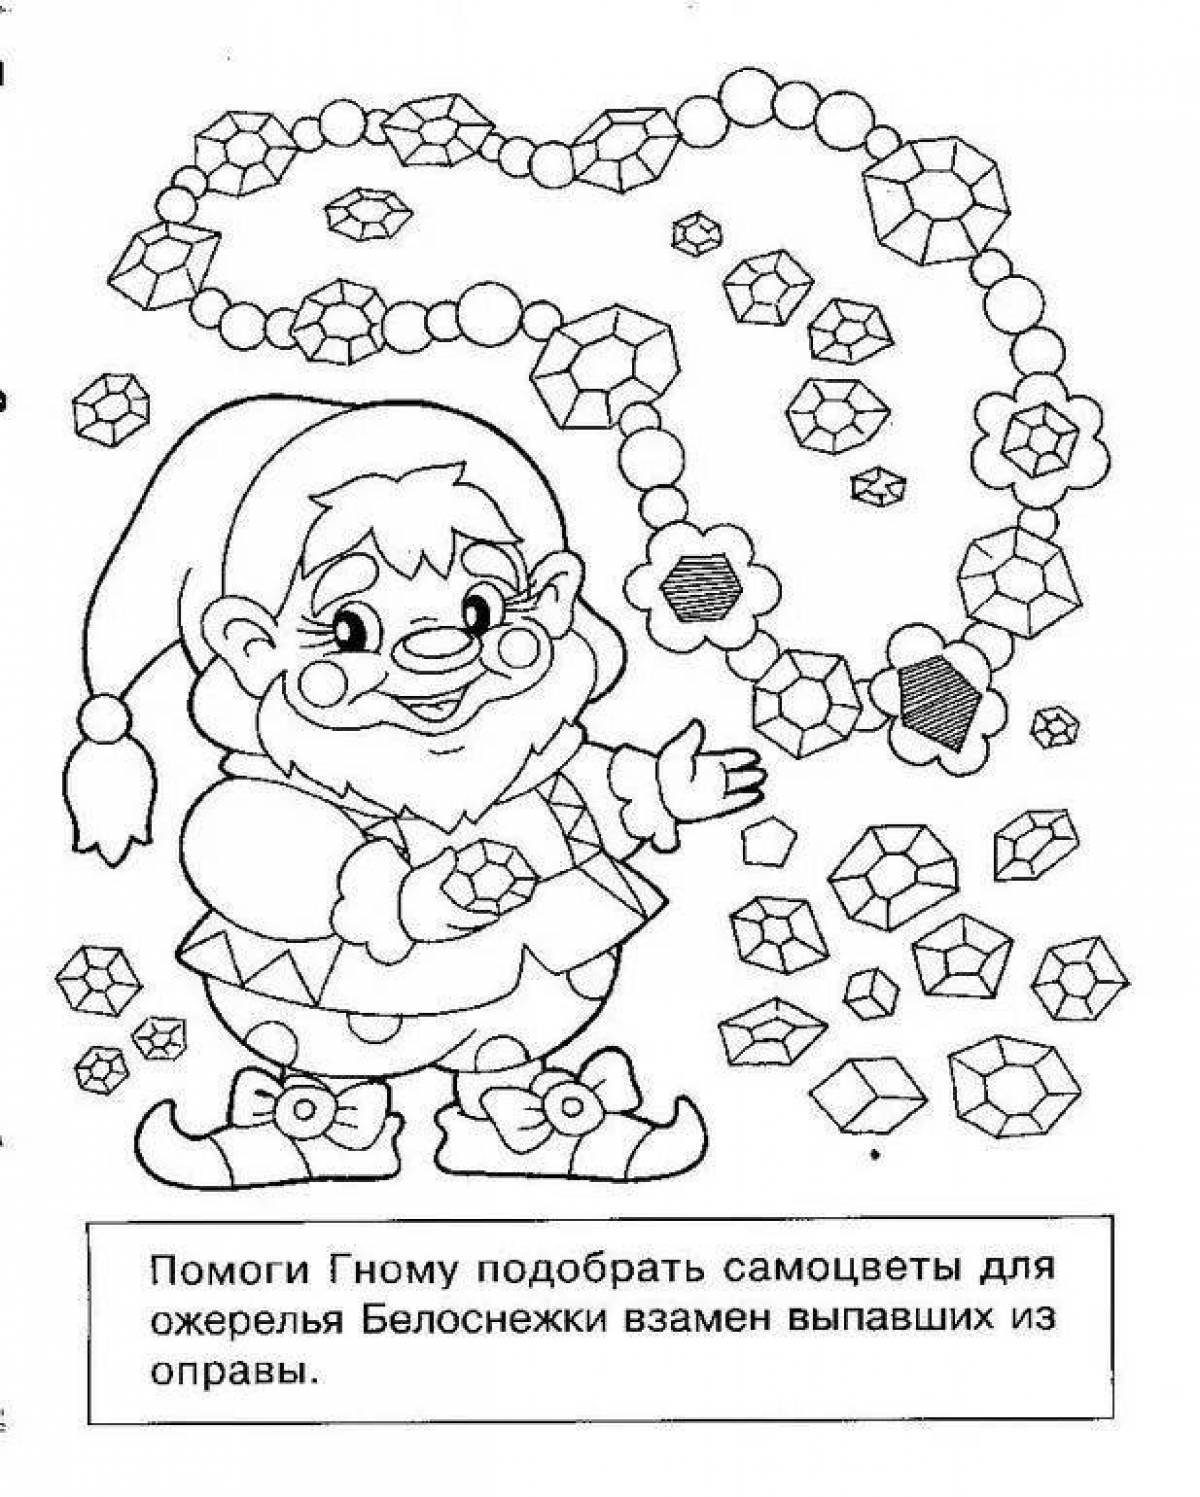 Помоги Гному подобрать самоцветы для
ожерелья Белоснежки взамен выпавших из
оправы.